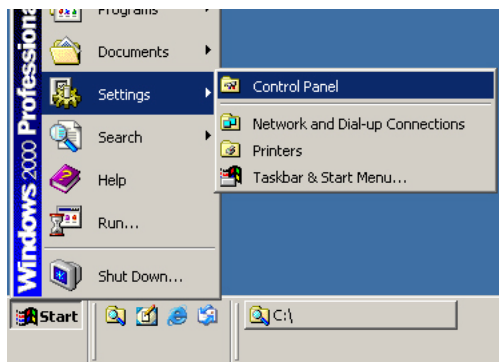 Programs
Documents
Settings
Search
Help
Run...
Shut Down...
Windows 2000 Professional
Control Panel
Network and Dial-up Connections
Printers
Taskbar & Start Menu...
Start
C:\